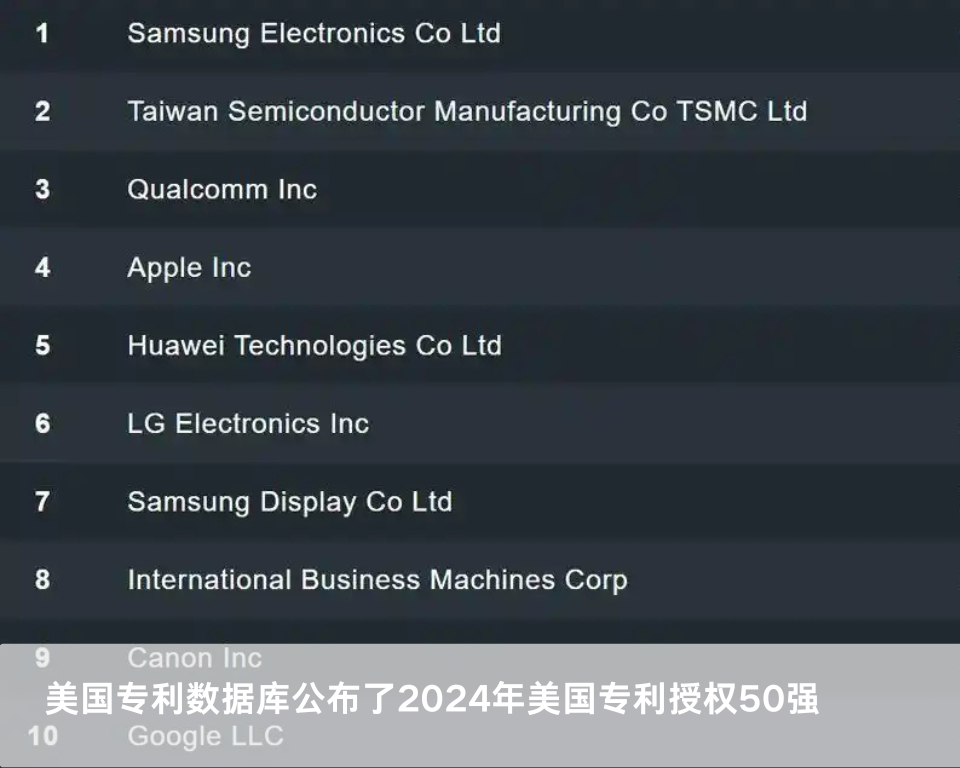 1 Samsung Electronics Co Ltd
2 Taiwan Semiconductor Manufacturing Co TSMC Ltd
3 Qualcomm Inc
4 Apple Inc
5 Huawei Technologies Co Ltd
6 LG Electronics Inc
7 Samsung Display Co Ltd
8 International Business Machines Corp
9 Canon Inc
美国专利数据库公布了2024年美国专利授权50强
10 Google LLC